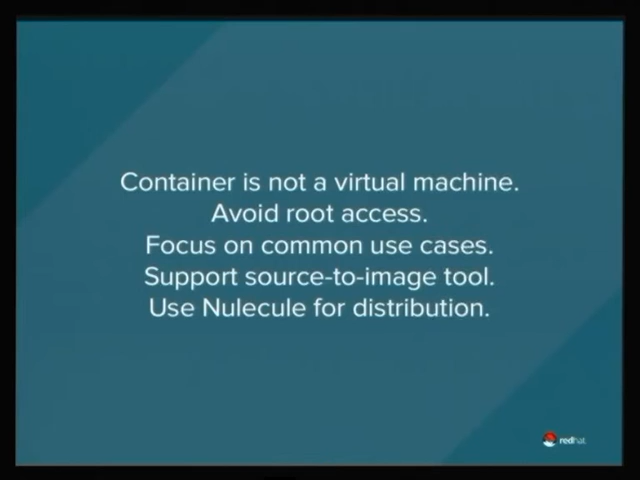 Container is not a virtual machine.
Avoid root access.
Focus on common use cases.
Support source-to-image tool.
Use Nulecule for distribution.
redhat